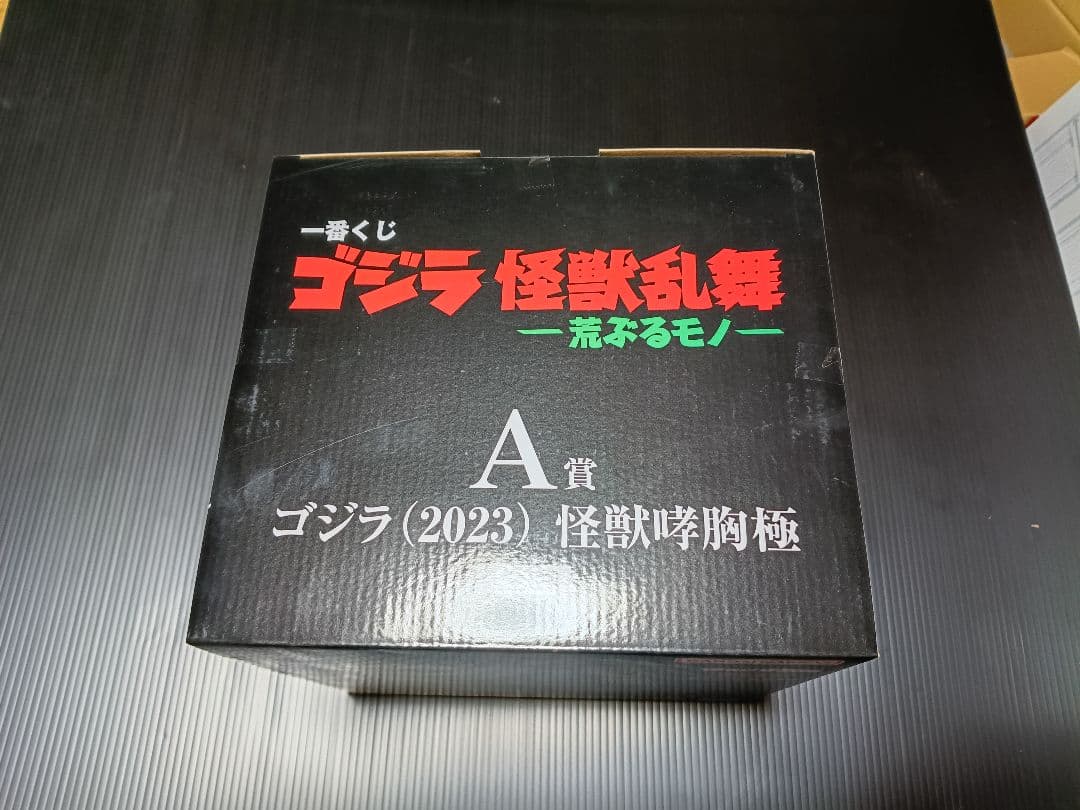 一番くじ
ゴジラ 怪獣乱舞
―荒ぶるモノ―
A賞
ゴジラ(2023) 怪獣哮胸極